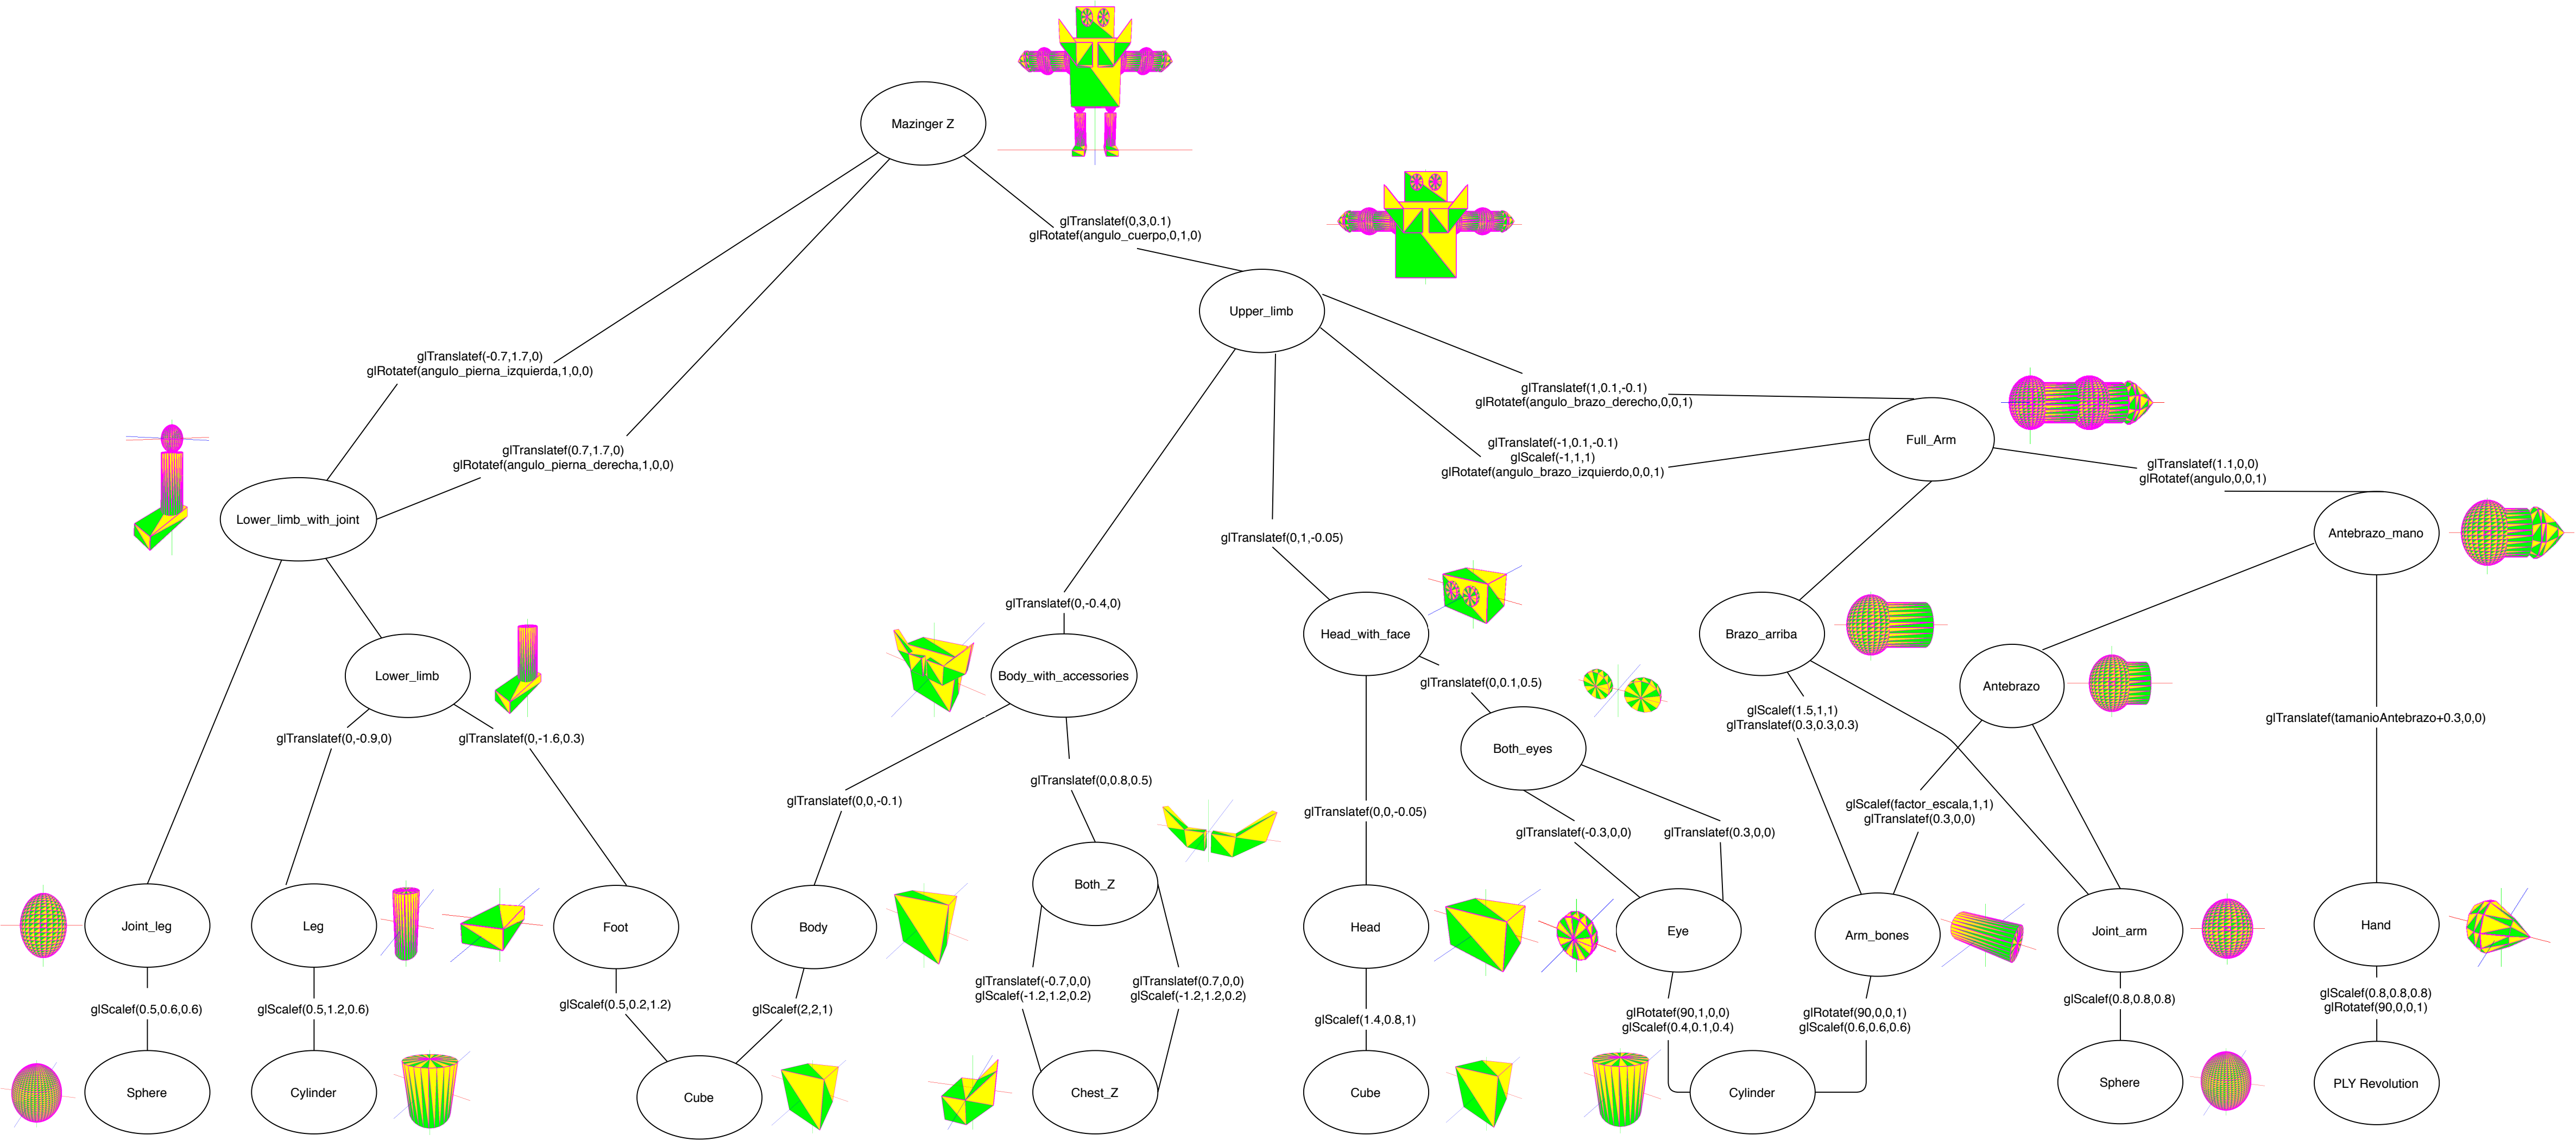 Mazinger Z
glTranslatef(0,3,0.1)
glRotatef(angulo_cuerpo,0,1,0)
Upper_limb
glTranslatef(-0.7,1.7,0)
glRotatef(angulo_pierna_izquierda,1,0,0)
glTranslatef(1,0.1,-0.1)
glRotatef(angulo_brazo_derecho,0,0,1)
glTranslatef(0.7,1.7,0)
glRotatef(angulo_pierna_derecha,1,0,0)
glTranslatef(-1,0.1,-0.1)
glScalef(-1,1,1)
glRotatef(angulo_brazo_izquierdo,0,0,1)
Full_Arm
glTranslatef(1.1,0,0)
glRotatef(angulo,0,0,1)
Lower_limb_with_joint
glTranslatef(0,1,-0.05)
Antebrazo_mano
glTranslatef(0,-0.4,0)
Head_with_face
Brazo_arriba
Lower_limb
Body_with_accessories
glTranslatef(0,0.1,0.5)
Antebrazo
glScalef(1.5,1,1)
glTranslatef(0.3,0.3,0.3)
glTranslatef(tamanioAntebrazo+0.3,0,0)
glTranslatef(0,-0.9,0)
glTranslatef(0,-1.6,0.3)
Both_eyes
glTranslatef(0,0.8,0.5)
glTranslatef(0,0,-0.1)
glTranslatef(0,0,-0.05)
glScalef(factor_escala,1,1)
glTranslatef(0.3,0,0)
glTranslatef(-0.3,0,0)
glTranslatef(0.3,0,0)
Both_Z
Joint_leg
Leg
Foot
Body
Head
Eye
Arm_bones
Joint_arm
Hand
glTranslatef(-0.7,0,0)
glScalef(-1.2,1.2,0.2)
glTranslatef(0.7,0,0)
glScalef(-1.2,1.2,0.2)
glScalef(0.5,0.6,0.6)
glScalef(0.5,1.2,0.6)
glScalef(0.5,0.2,1.2)
glScalef(2,2,1)
glScalef(1.4,0.8,1)
glRotatef(90,1,0,0)
glScalef(0.4,0.1,0.4)
glRotatef(90,0,0,1)
glScalef(0.6,0.6,0.6)
glScalef(0.8,0.8,0.8)
glScalef(0.8,0.8,0.8)
glRotatef(90,0,0,1)
Sphere
Cylinder
Cube
Chest_Z
Cube
Cylinder
Sphere
PLY Revolution